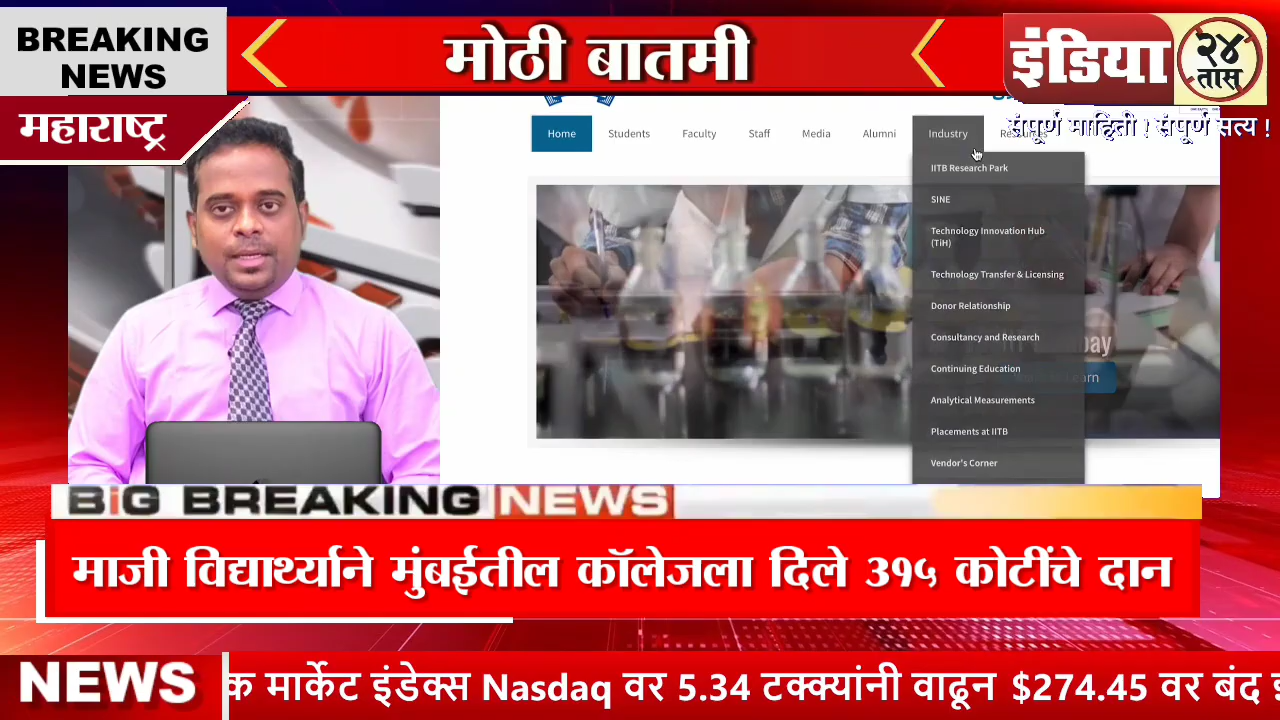 BREAKING
NEWS
मोठी बातमी
इंडिया
२४
तास
संपूर्ण माहिती ! संपूर्ण सत्य !
महाराष्ट्र
Home Students Faculty Staff Media Alumni Industry
IITB Research Park
SINE
Technology Innovation Hub
(TiH)
Technology Transfer & Licensing
Donor Relationship
Consultancy and Research
Continuing Education
Analytical Measurements
Placements at IITB
Vendor's Corner
BiG BREAKING NEWS
माजी विद्यार्थ्याने मुंबईतील कॉलेजला दिले ३१५ कोटींचे दान
NEWS
क मार्केट इंडेक्स Nasdaq वर 5.34 टक्क्यांनी वाढून $274.45 वर बंद